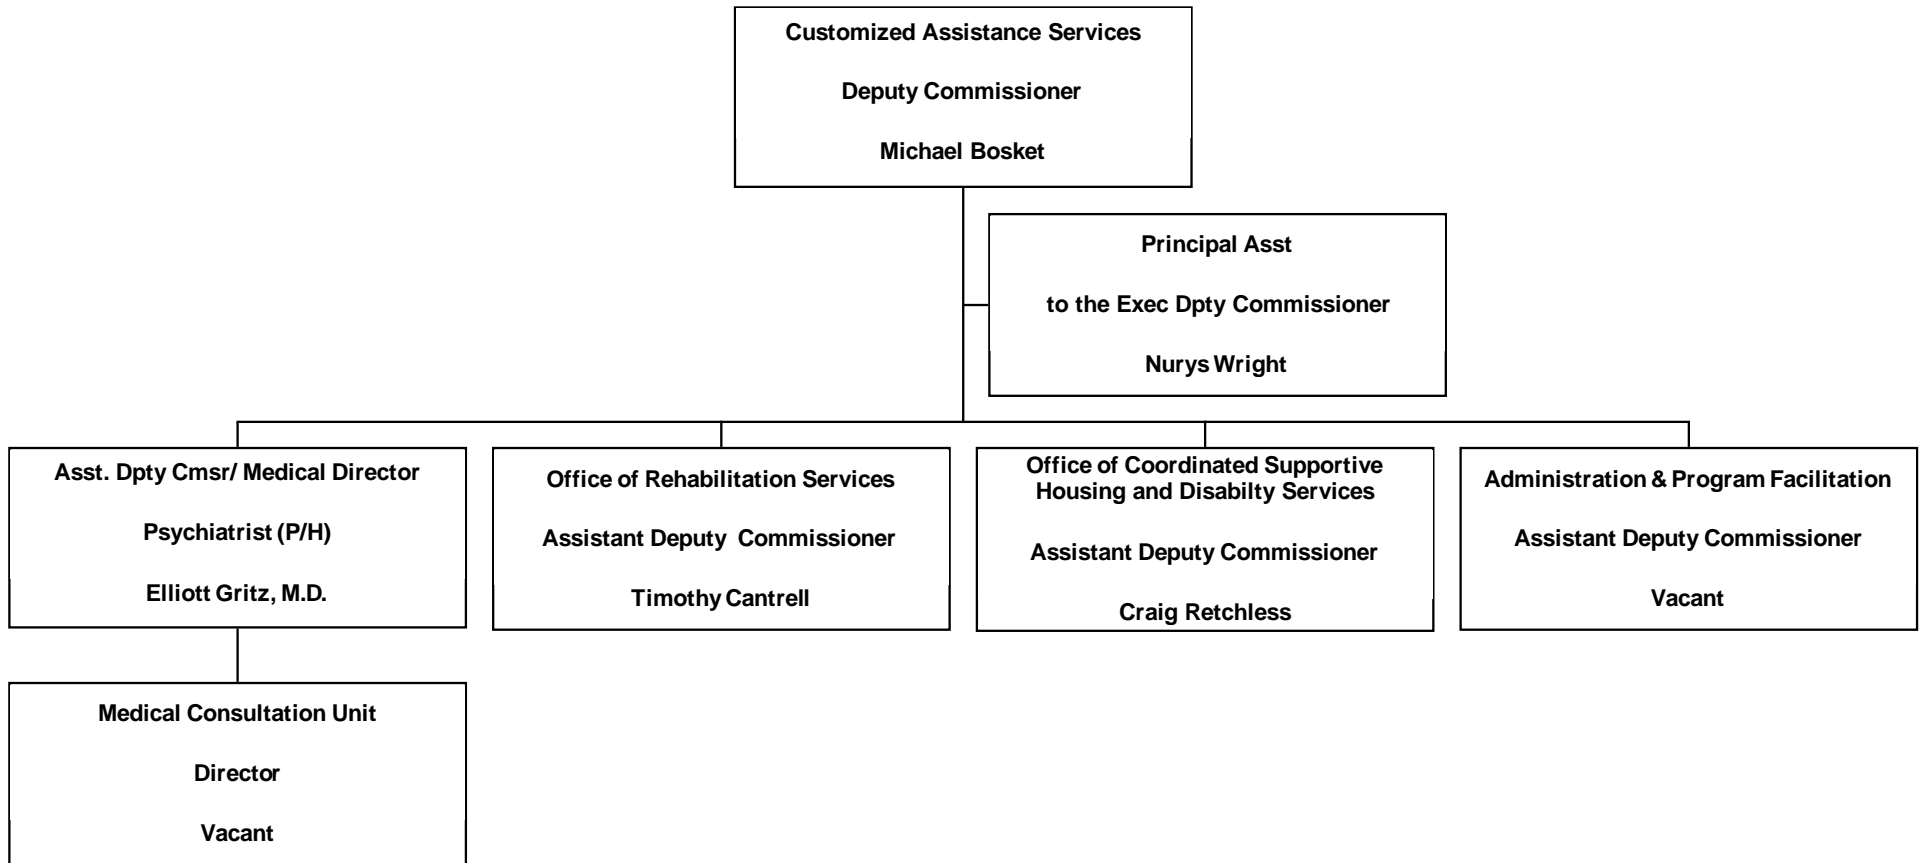 Customized Assistance Services
Deputy Commissioner
Michael Bosket
Principal Asst
to the Exec Dpty Commissioner
Nurys Wright
Asst. Dpty Cmsr/ Medical Director
Psychiatrist (P/H)
Elliott Gritz, M.D.
Office of Rehabilitation Services
Assistant Deputy Commissioner
Timothy Cantrell
Office of Coordinated Supportive
Housing and Disabilty Services
Assistant Deputy Commissioner
Craig Retchless
Administration & Program Facilitation
Assistant Deputy Commissioner
Vacant
Medical Consultation Unit
Director
Vacant